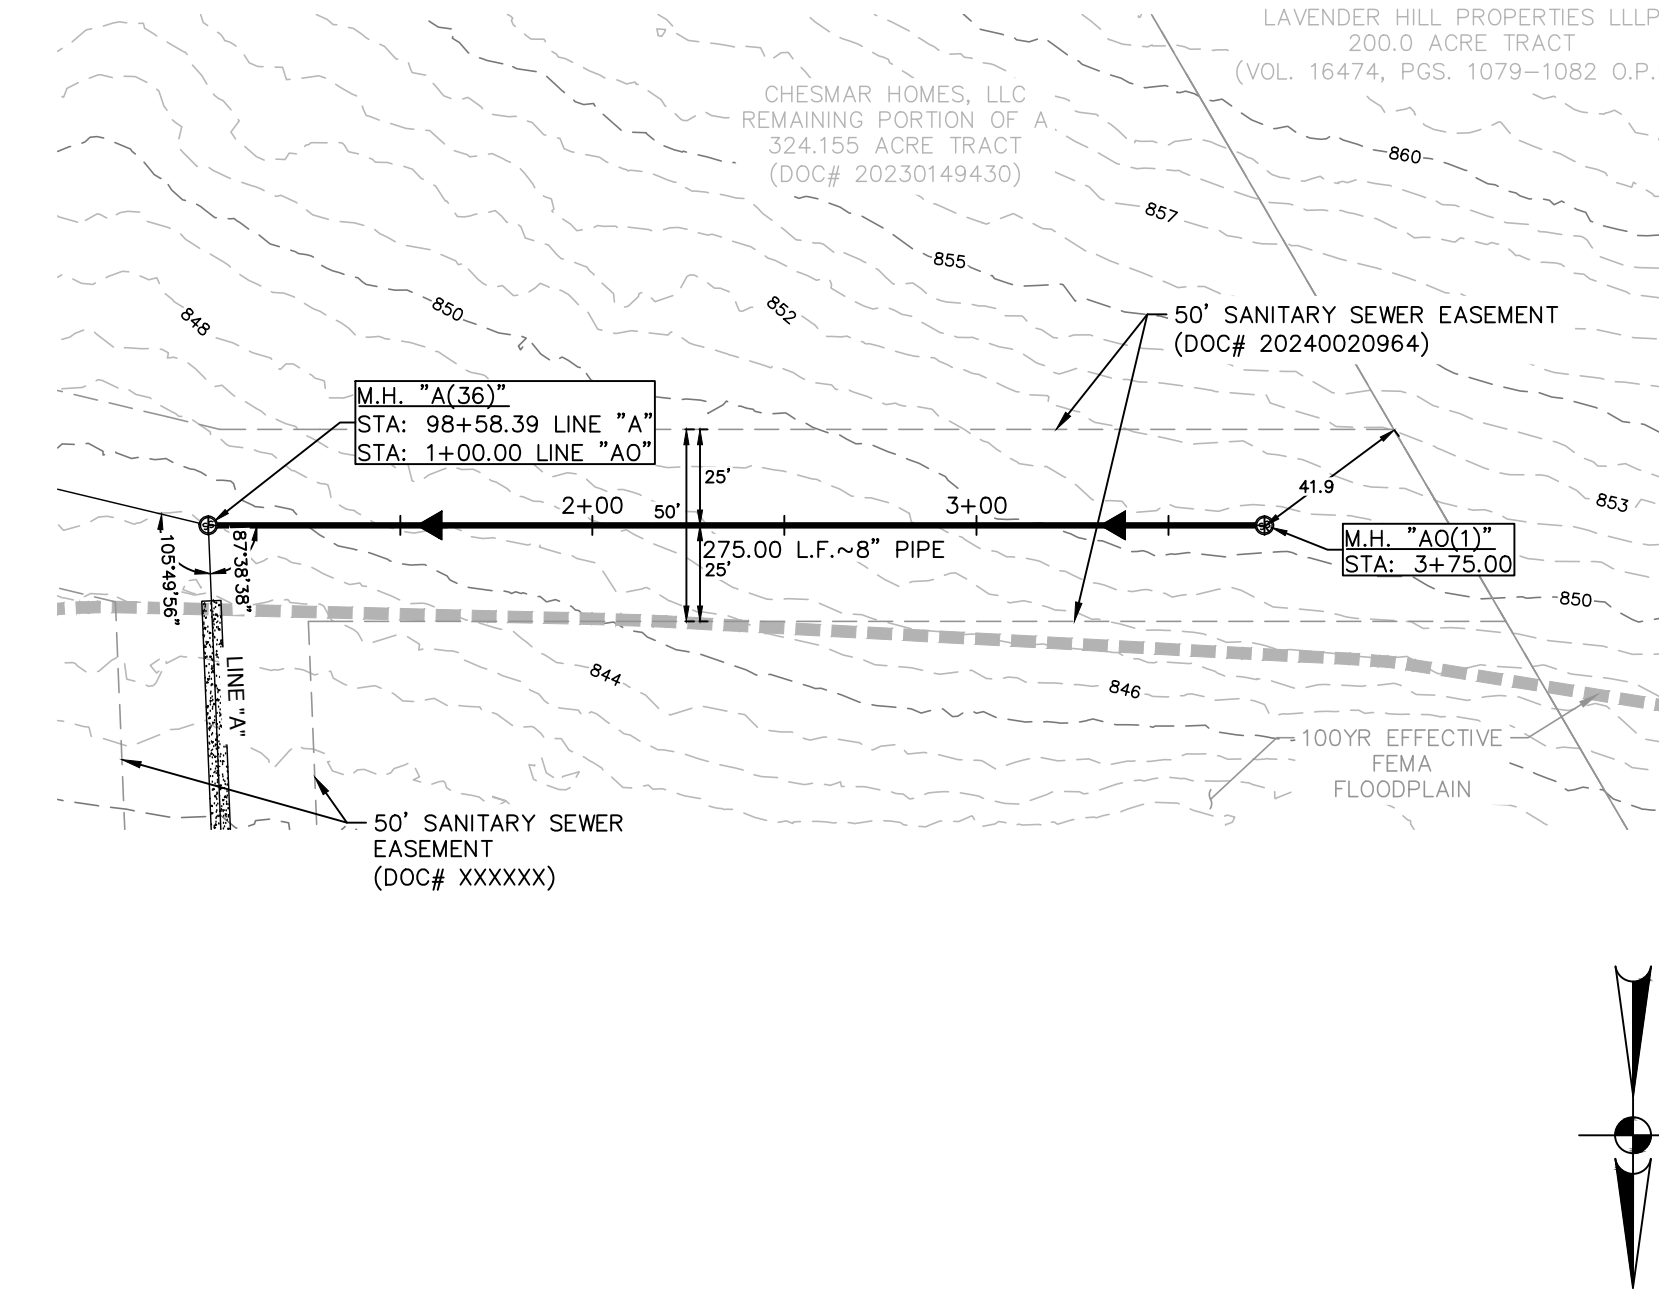 LAVENDER HILL PROPERTIES LLLP
200.0 ACRE TRACT
(VOL. 16474, PGS. 1079-1082 O.P.
CHESMAR HOMES, LLC
REMAINING PORTION OF A
324.155 ACRE TRACT
(DOC# 20230149430)
860
857
855
852
850
848
50' SANITARY SEWER EASEMENT
(DOC# 20240020964)
M.H. "A(36)"
STA: 98+58.39 LINE "A"
STA: 1+00.00 LINE "AO"
25'
41.9
853
2+00
50'
3+00
M.H. "AO(1)"
STA: 3+75.00
275.00 L.F.~8" PIPE
25'
105°49'56"
87°38'38"
850
LINE "A"
844
846
100YR EFFECTIVE
FEMA
FLOODPLAIN
50' SANITARY SEWER
EASEMENT
(DOC# XXXXXX)